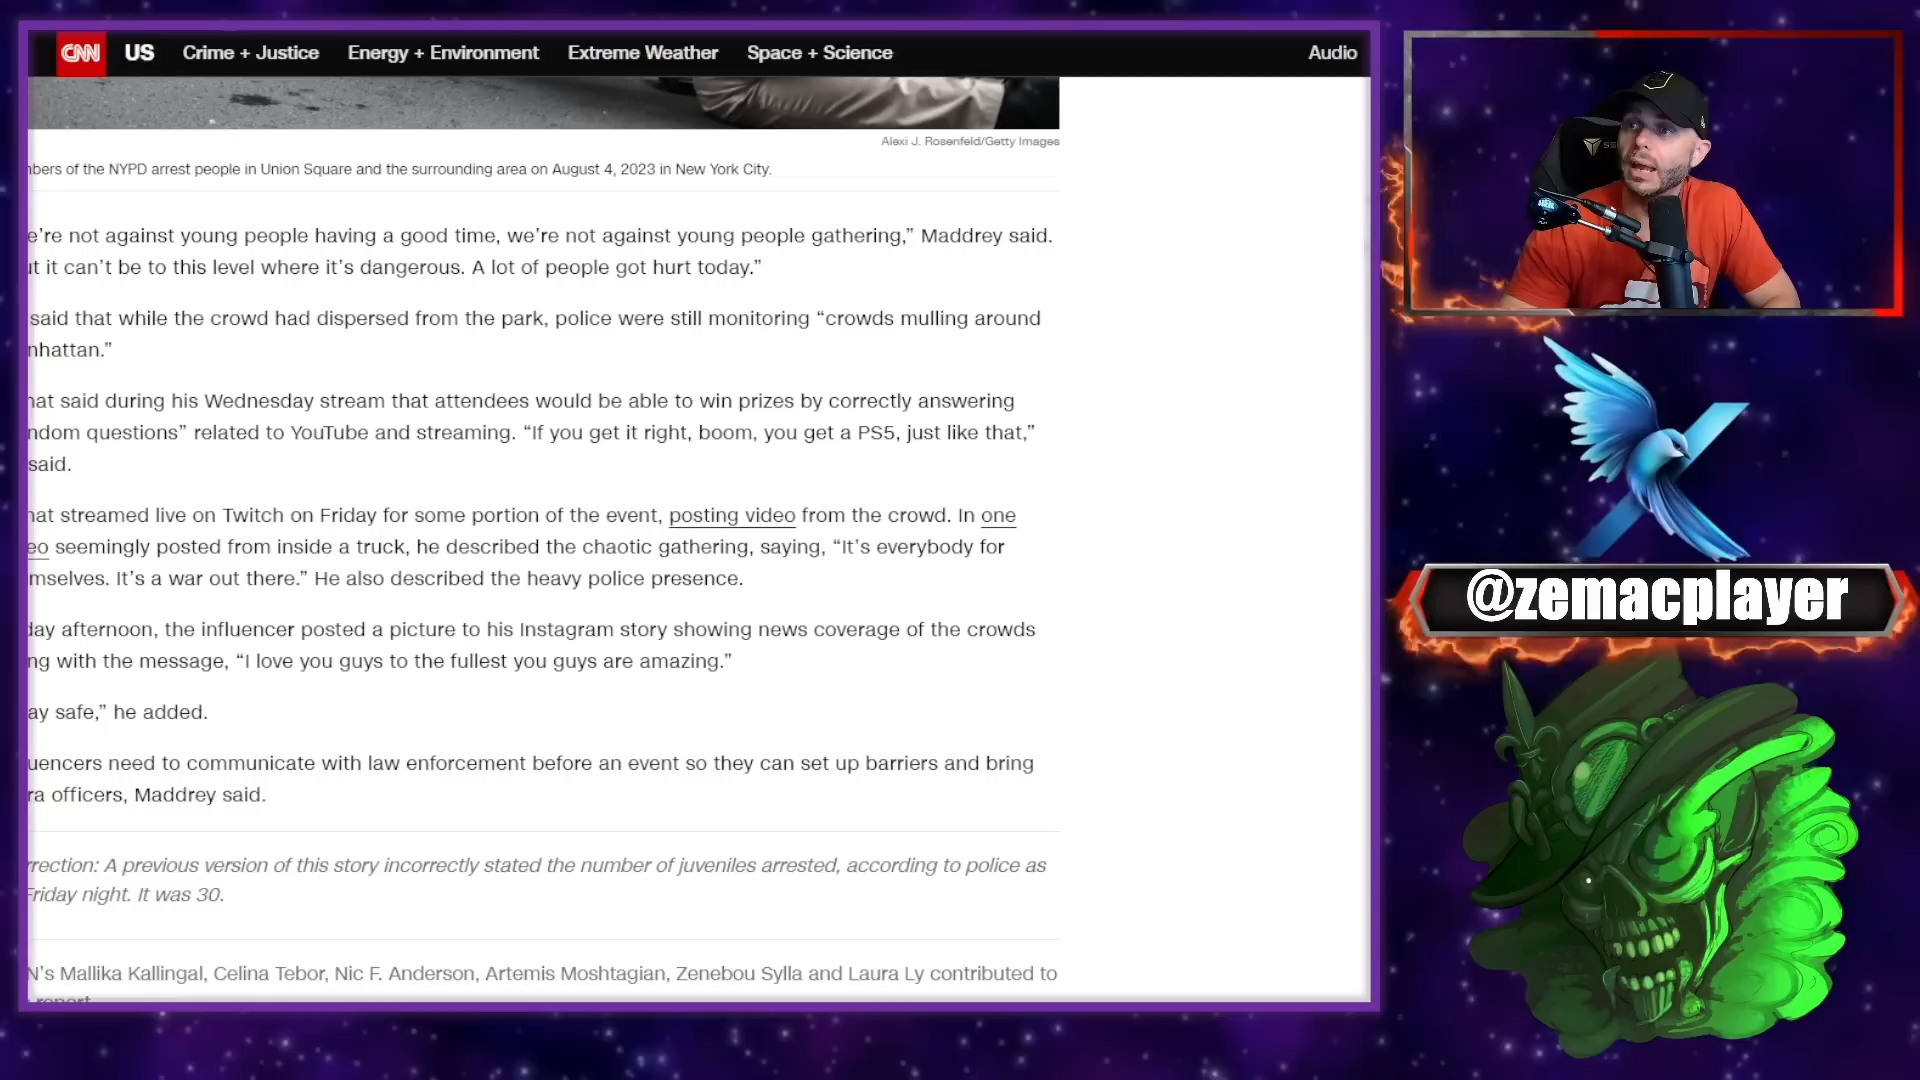 CNN US Crime + Justice Energy + Environment Extreme Weather Space + Science Audio
Alexi J. Rosenfeld/Getty Images
nbers of the NYPD arrest people in Union Square and the surrounding area on August 4, 2023 in New York City.
e’re not against young people having a good time, we’re not against young people gathering,” Maddrey said.
ut it can’t be to this level where it’s dangerous. A lot of people got hurt today.”
said that while the crowd had dispersed from the park, police were still monitoring “crowds mulling around
nhattan.”
nat said during his Wednesday stream that attendees would be able to win prizes by correctly answering
ndom questions” related to YouTube and streaming. “If you get it right, boom, you get a PS5, just like that,”
said.
nat streamed live on Twitch on Friday for some portion of the event, posting video from the crowd. In one
eo seemingly posted from inside a truck, he described the chaotic gathering, saying, “It’s everybody for
mselves. It’s a war out there.” He also described the heavy police presence.
day afternoon, the influencer posted a picture to his Instagram story showing news coverage of the crowds
ng with the message, “I love you guys to the fullest you guys are amazing.”
ay safe,” he added.
uencers need to communicate with law enforcement before an event so they can set up barriers and bring
ra officers, Maddrey said.
rrection: A previous version of this story incorrectly stated the number of juveniles arrested, according to police as
Friday night. It was 30.
N’s Mallika Kallingal, Celina Tebor, Nic F. Anderson, Artemis Moshtagian, Zenebou Sylla and Laura Ly contributed to
report
@zemacplayer